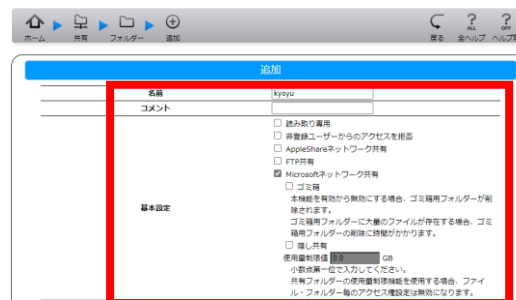 ホーム 共有 フォルダー 追加 戻る 全ヘルプ
追加
名前 kyoyu
コメント
基本設定
読み取り専用
非登録ユーザーからのアクセスを拒否
AppleShareネットワーク共有
FTP共有
Microsoftネットワーク共有
ゴミ箱
本機能を有効から無効にする場合、ゴミ箱用フォルダーが削
除されます。
ゴミ箱用フォルダーに大量のファイルが存在する場合、ゴミ
箱用フォルダーの削除に時間がかかります。
隠し共有
使用量制限値 0.0 GB
小数点第一位で入力してください。
共有フォルダーの使用量制限機能を使用する場合、ファイ
ル・フォルダー毎のアクセス権設定は無効になります。